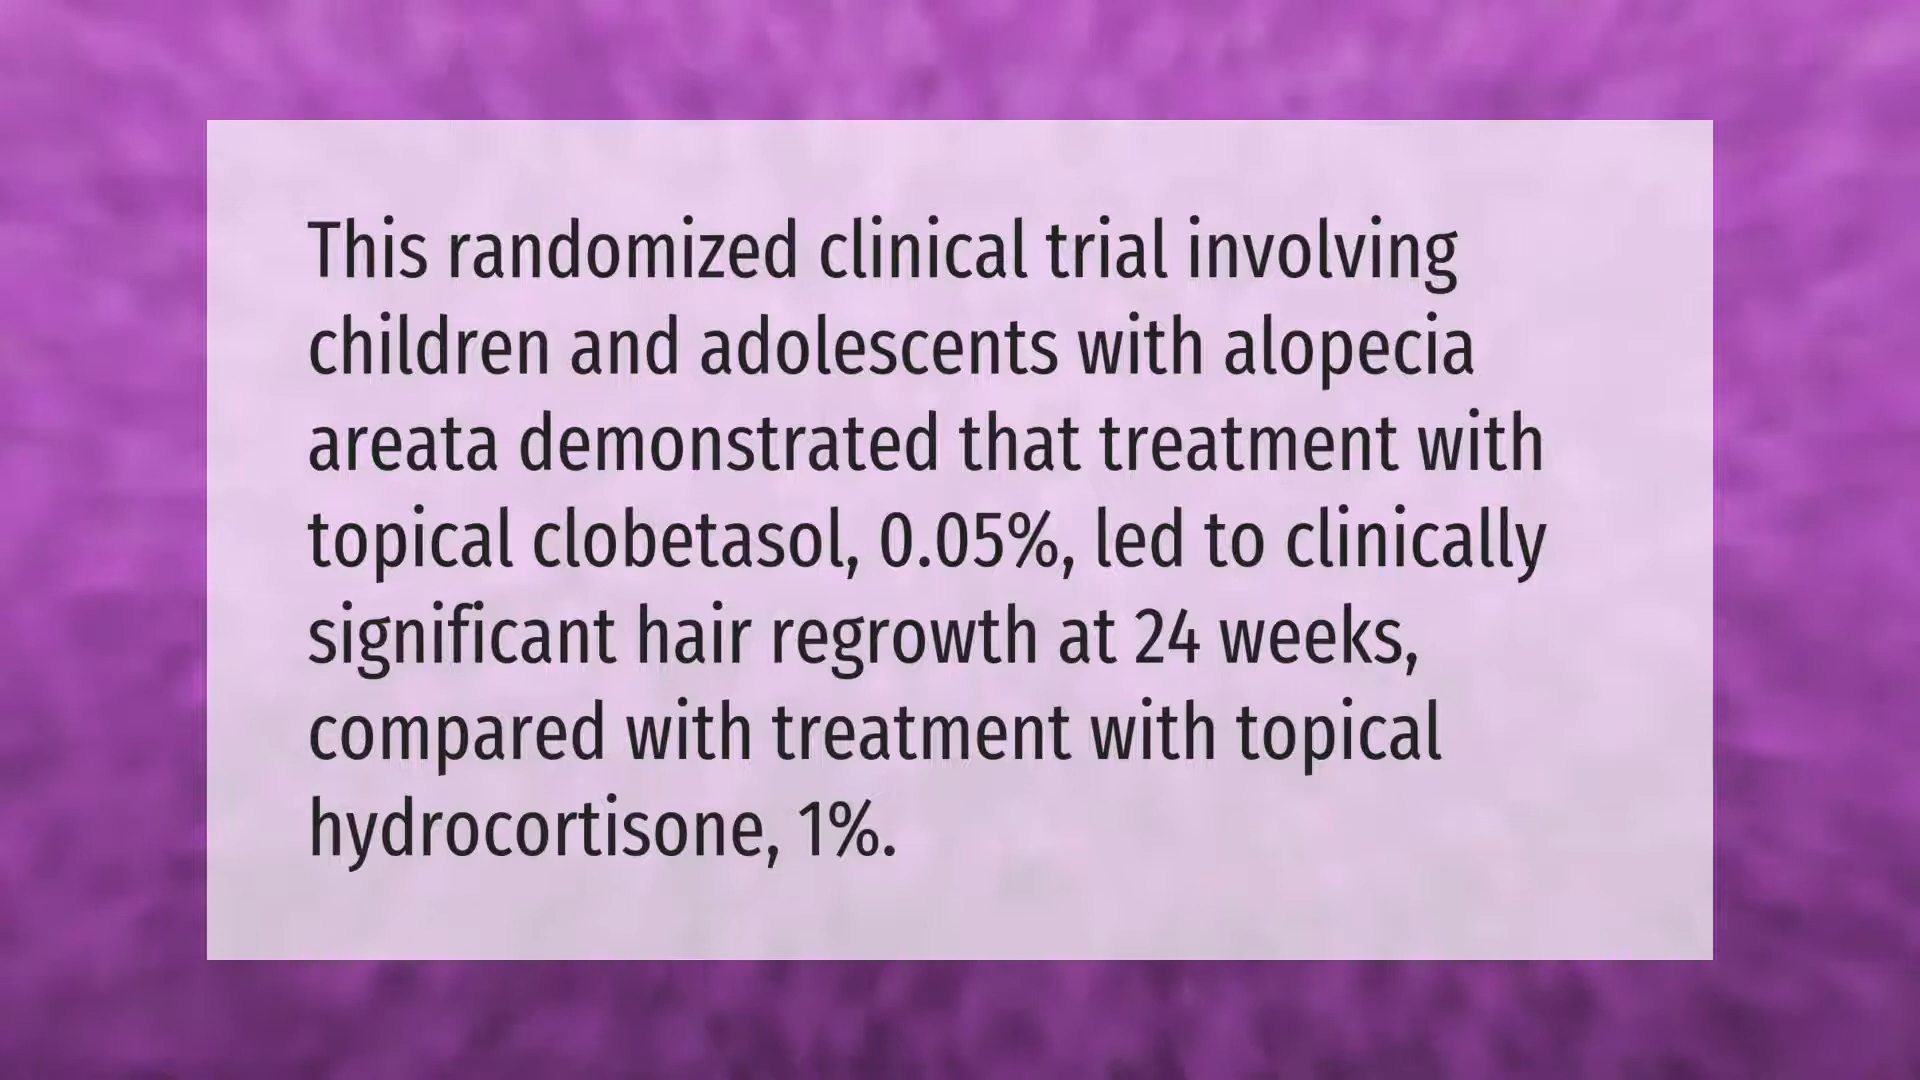 This randomized clinical trial involving
children and adolescents with alopecia
areata demonstrated that treatment with
topical clobetasol, 0.05%, led to clinically
significant hair regrowth at 24 weeks,
compared with treatment with topical
hydrocortisone, 1%.